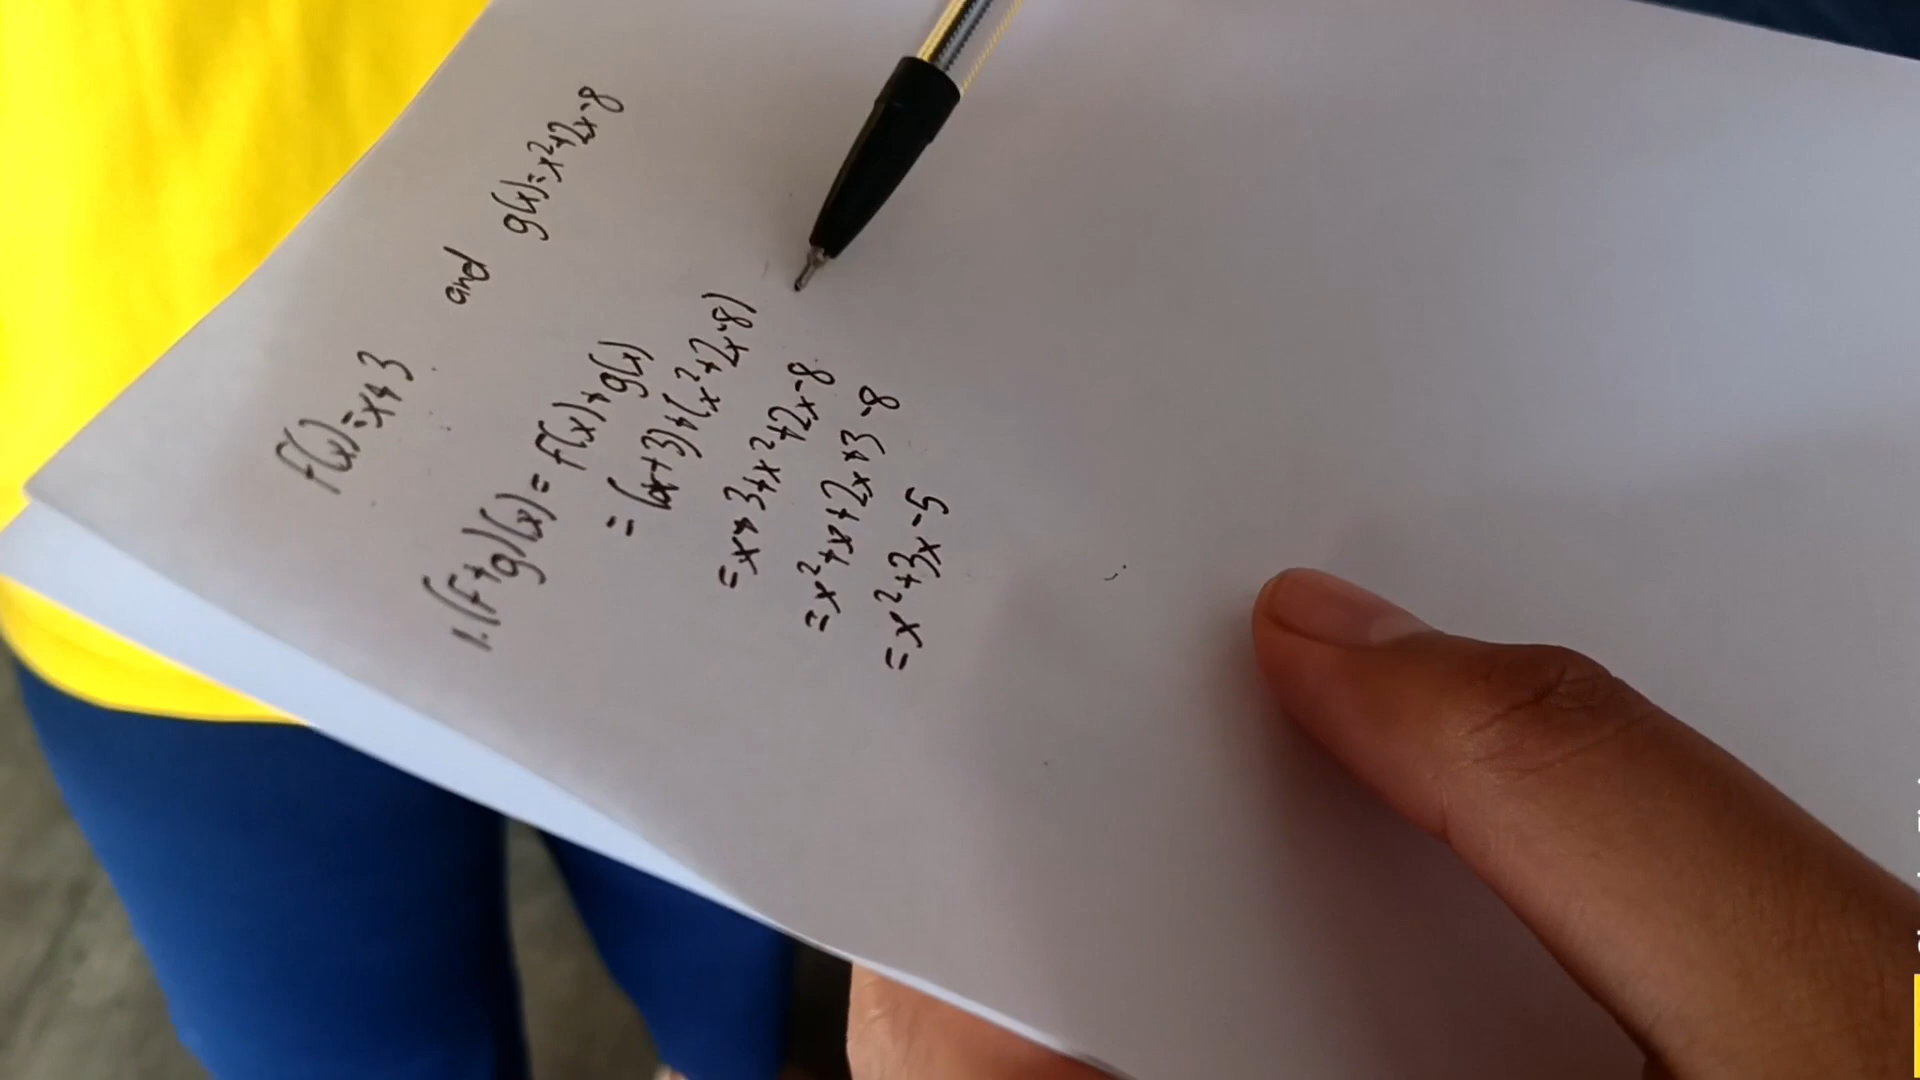 f(x)=x+3 and g(x)=x²+2x-8
1.(f+g)(x)= f(x)+g(x)
= (x+3)+(x²+2x-8)
= x+3+x²+2x-8
= x²+x+2x+3-8
= x²+3x-5